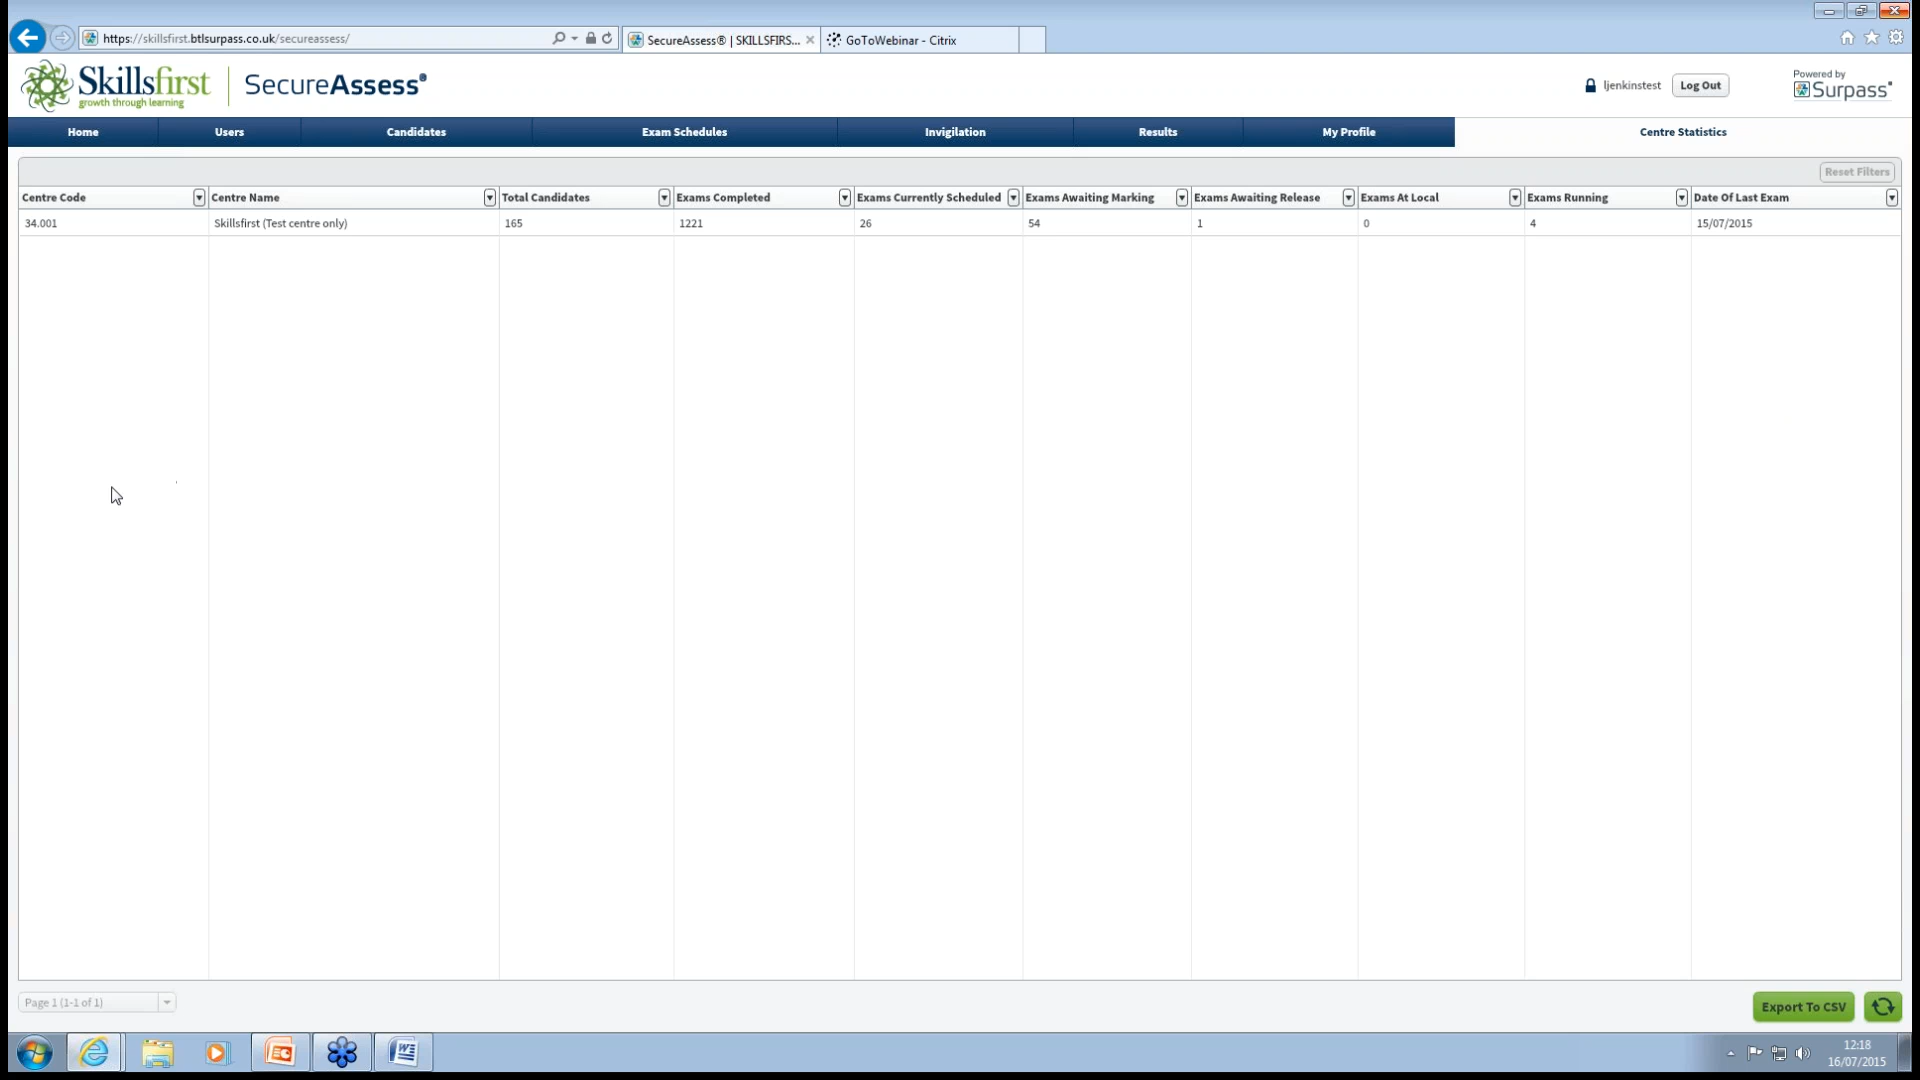 https://skillsfirst.btlsurpass.co.uk/secureassess/
SecureAssess® | SKILLSFIRS...
GoToWebinar - Citrix
Skillsfirst
growth through learning
SecureAssess®
ljenkinstest
Log Out
Powered by
Surpass
Home
Users
Candidates
Exam Schedules
Invigilation
Results
My Profile
Centre Statistics
Reset Filters
Centre Code
Centre Name
Total Candidates
Exams Completed
Exams Currently Scheduled
Exams Awaiting Marking
Exams Awaiting Release
Exams At Local
Exams Running
Date Of Last Exam
34.001
Skillsfirst (Test centre only)
165
1221
26
54
1
0
4
15/07/2015
Page 1 (1-1 of 1)
Export To CSV
12:18
16/07/2015